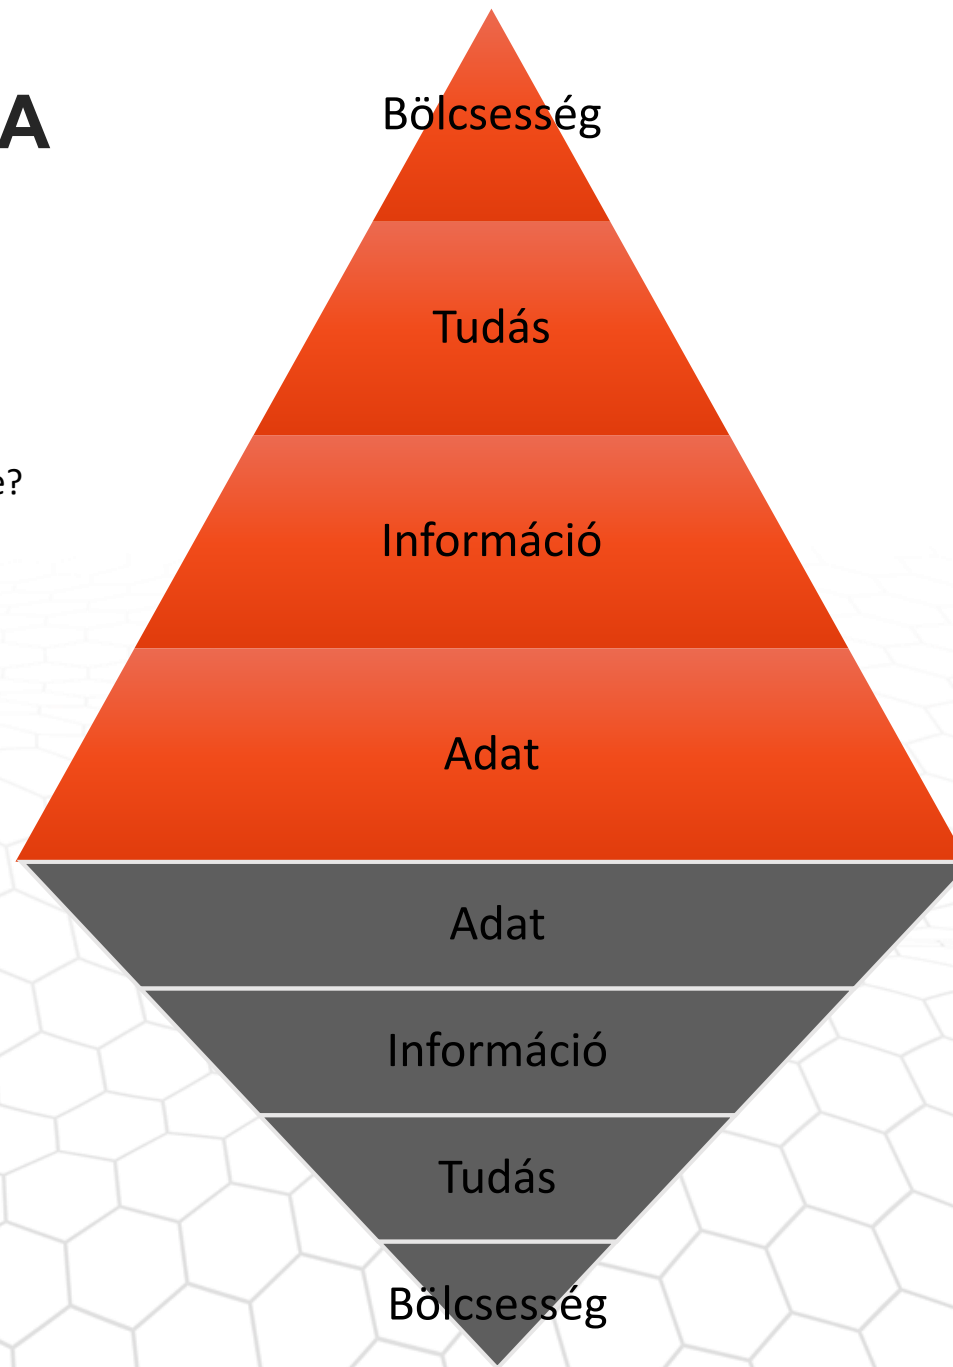 A
Bölcsesség
Tudás
e?
Információ
Adat
Adat
Információ
Tudás
Bölcsesség